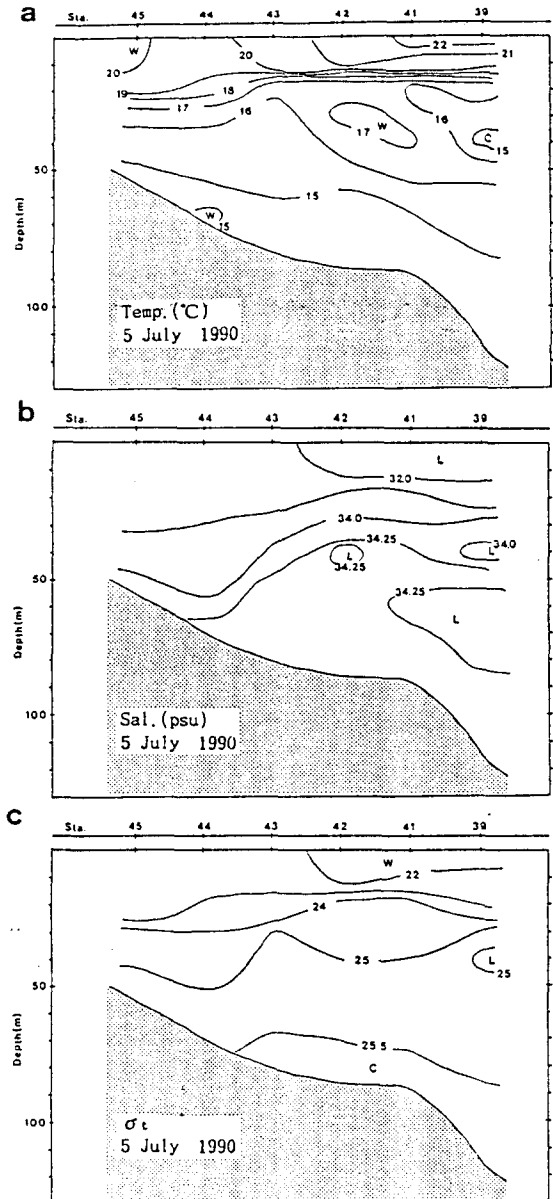 a
Sta. 45 44 43 42 41 39
W 20 22
20 21
19 18
17 16 16
17 W C
15
50
15
W
15
Depth(m)
100
Temp.(°C)
5 July 1990
b
Sta. 45 44 43 42 41 39
L
32.0
34.0
34.25 34.0
L L
34.25
50
34.25
L
Depth(m)
100
Sal.(psu)
5 July 1990
c
Sta. 45 44 43 42 41 39
W
22
24
25 L
25
50
25.5
C
Depth(m)
100
σt
5 July 1990